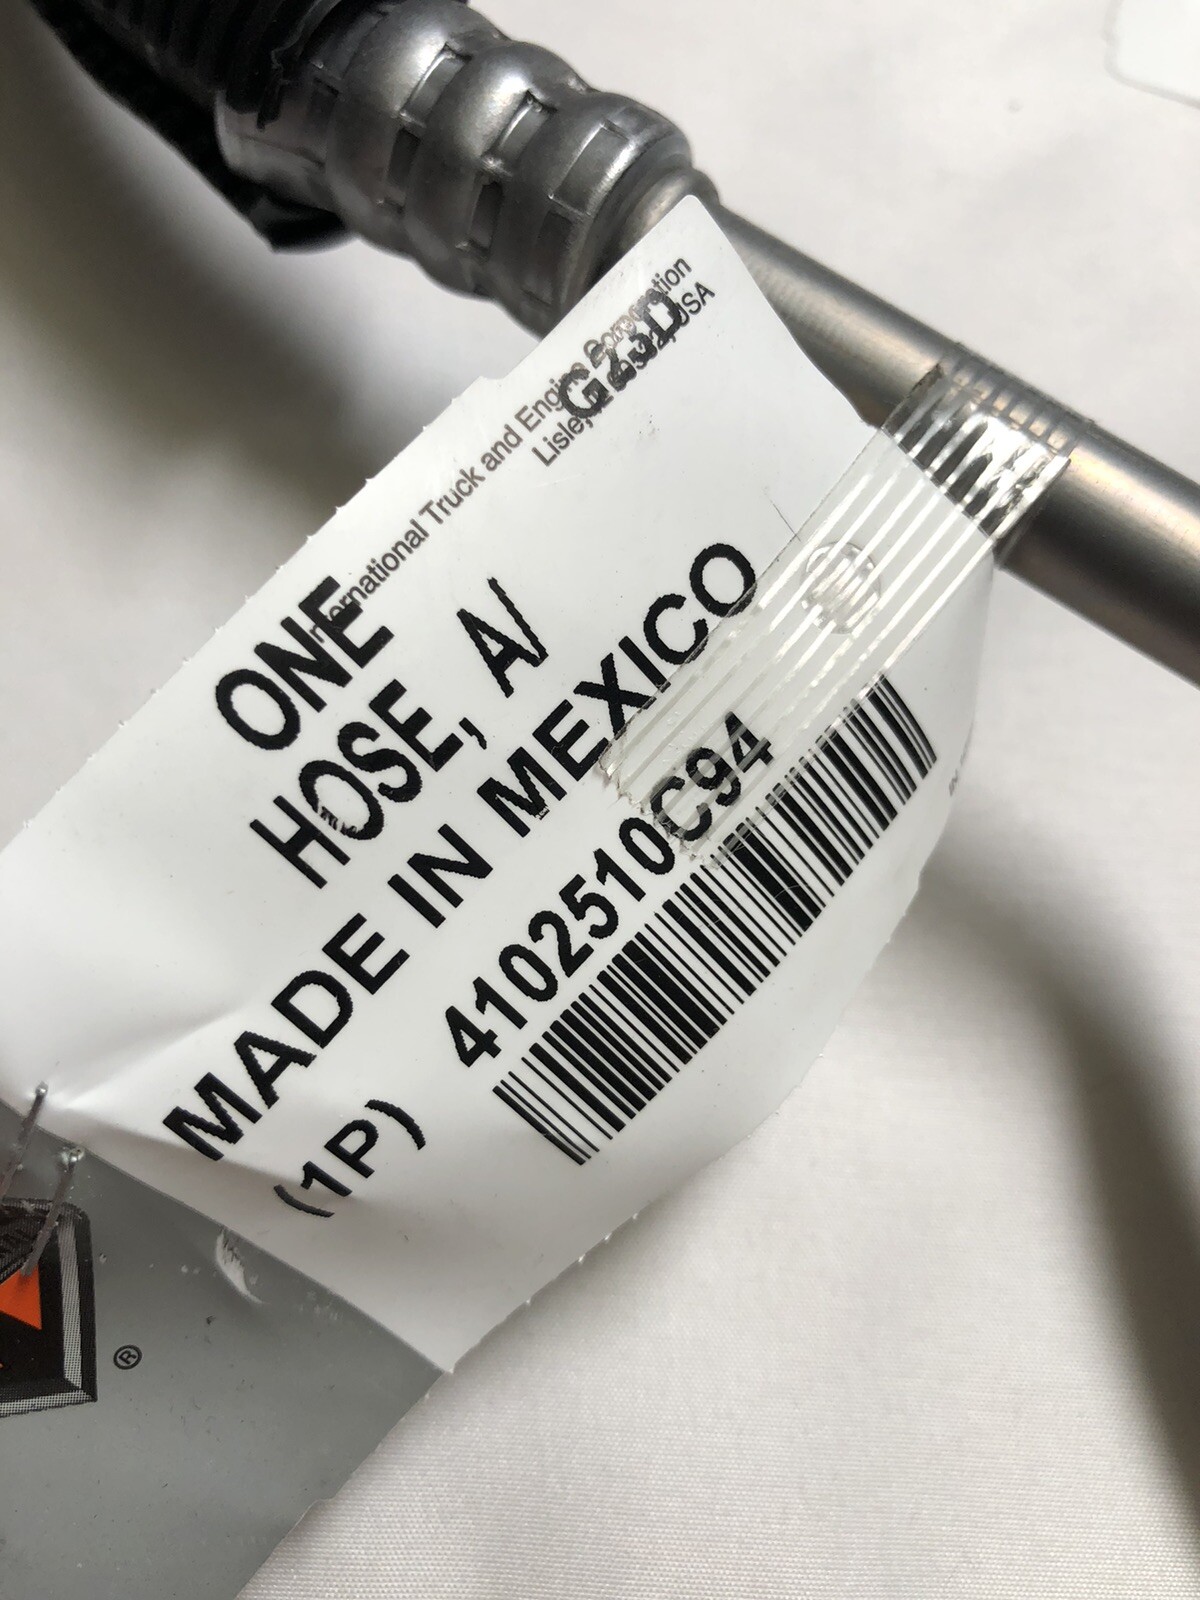 International Truck and Engine Corporation
Lisle, USA
G23D
ONE
HOSE, A/
MADE IN MEXICO
(1P) 4102510C94
®